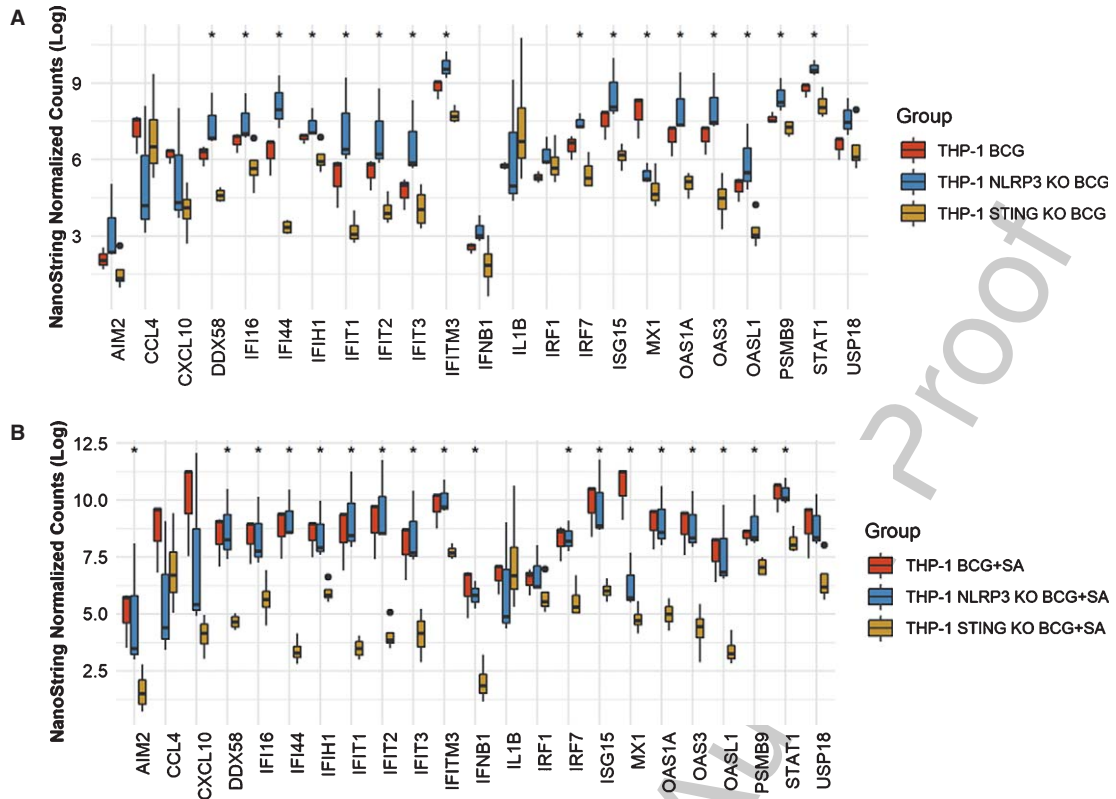 A
NanoString Normalized Counts (Log)
* * * * * * * * * * * * * * * * *
9
6
3
AIM2
CCL4
CXCL10
DDX58
IFI16
IFI44
IFIH1
IFIT1
IFIT2
IFIT3
IFITM3
IFNB1
IL1B
IRF1
IRF7
ISG15
MX1
OAS1A
OAS3
OASL1
PSMB9
STAT1
USP18
Group
THP-1 BCG
THP-1 NLRP3 KO BCG
THP-1 STING KO BCG
Proof
B
NanoString Normalized Counts (Log)
* * * * * * * * * * * * * * * * * *
12.5
10.0
7.5
5.0
2.5
AIM2
CCL4
CXCL10
DDX58
IFI16
IFI44
IFIH1
IFIT1
IFIT2
IFIT3
IFITM3
IFNB1
IL1B
IRF1
IRF7
ISG15
MX1
OAS1A
OAS3
OASL1
PSMB9
STAT1
USP18
Group
THP-1 BCG+SA
THP-1 NLRP3 KO BCG+SA
THP-1 STING KO BCG+SA